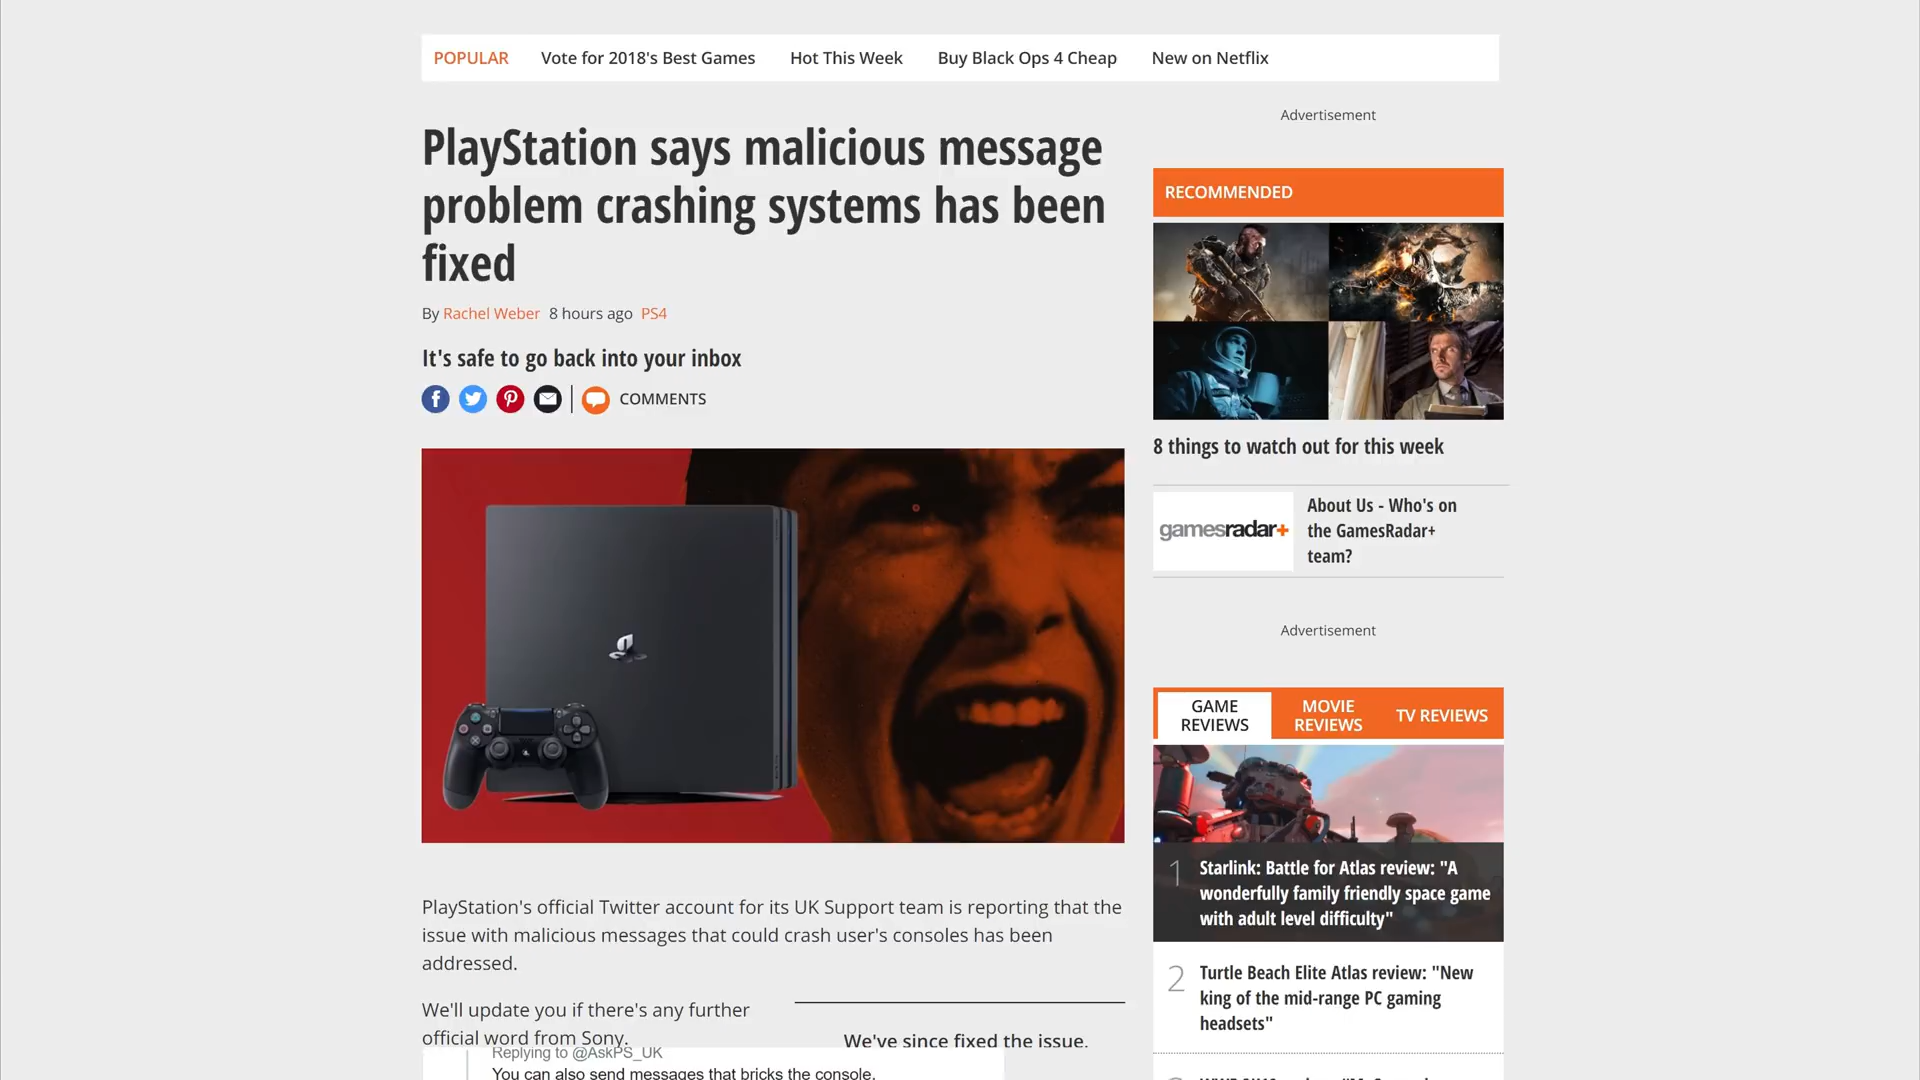 POPULAR Vote for 2018's Best Games Hot This Week Buy Black Ops 4 Cheap New on Netflix
PlayStation says malicious message
problem crashing systems has been
fixed
By Rachel Weber 8 hours ago PS4
It's safe to go back into your inbox
COMMENTS
PlayStation's official Twitter account for its UK Support team is reporting that the
issue with malicious messages that could crash user's consoles has been
addressed.
We'll update you if there's any further
official word from Sony.
We've since fixed the issue.
Replying to @AskPS_UK
You can also send messages that bricks the console.
Advertisement
RECOMMENDED
8 things to watch out for this week
gamesradar+
About Us - Who's on
the GamesRadar+
team?
Advertisement
GAME
REVIEWS
MOVIE
REVIEWS
TV REVIEWS
1
Starlink: Battle for Atlas review: "A
wonderfully family friendly space game
with adult level difficulty"
2
Turtle Beach Elite Atlas review: "New
king of the mid-range PC gaming
headsets"